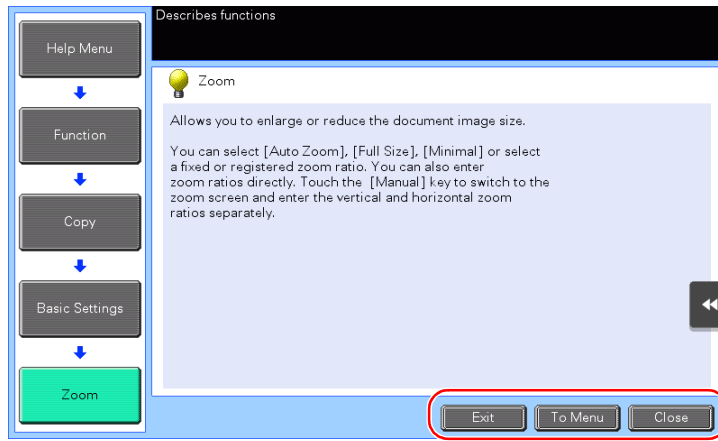 Describes functions
Help Menu
Function
Copy
Basic Settings
Zoom
Zoom
Allows you to enlarge or reduce the document image size.
You can select [Auto Zoom], [Full Size], [Minimal] or select
a fixed or registered zoom ratio. You can also enter
zoom ratios directly. Touch the [Manual] key to switch to the
zoom screen and enter the vertical and horizontal zoom
ratios separately.
Exit
To Menu
Close